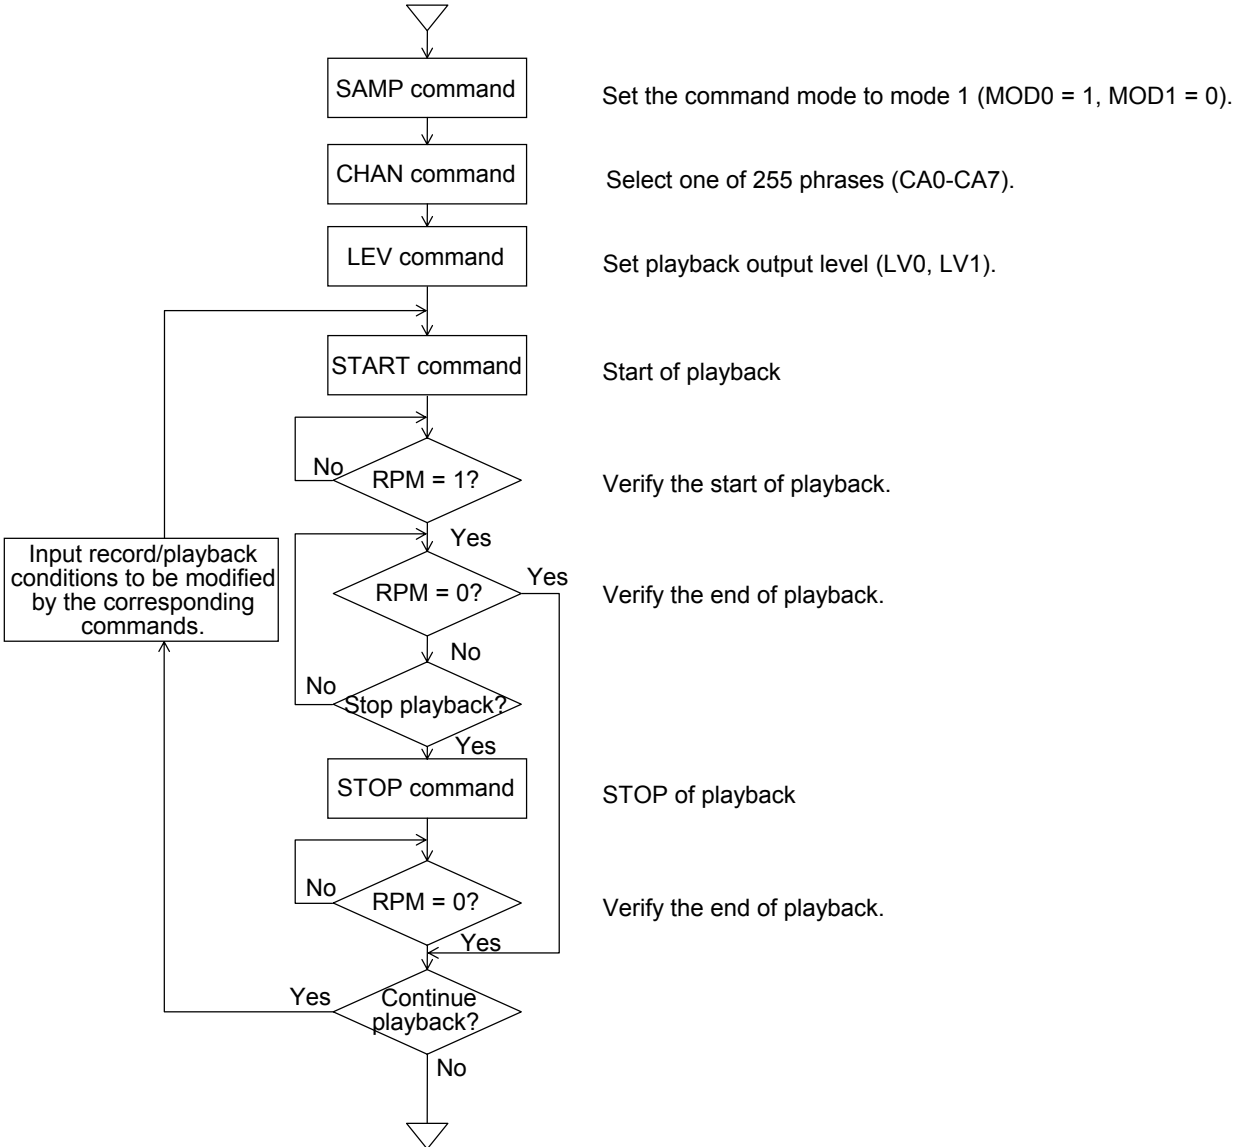 SAMP command
Set the command mode to mode 1 (MOD0 = 1, MOD1 = 0).
CHAN command
Select one of 255 phrases (CA0-CA7).
LEV command
Set playback output level (LV0, LV1).
START command
Start of playback
No
RPM = 1?
Verify the start of playback.
Yes
Input record/playback
conditions to be modified
by the corresponding
commands.
RPM = 0?
Yes
Verify the end of playback.
No
No
Stop playback?
Yes
STOP command
STOP of playback
No
RPM = 0?
Verify the end of playback.
Yes
Yes
Continue
playback?
No